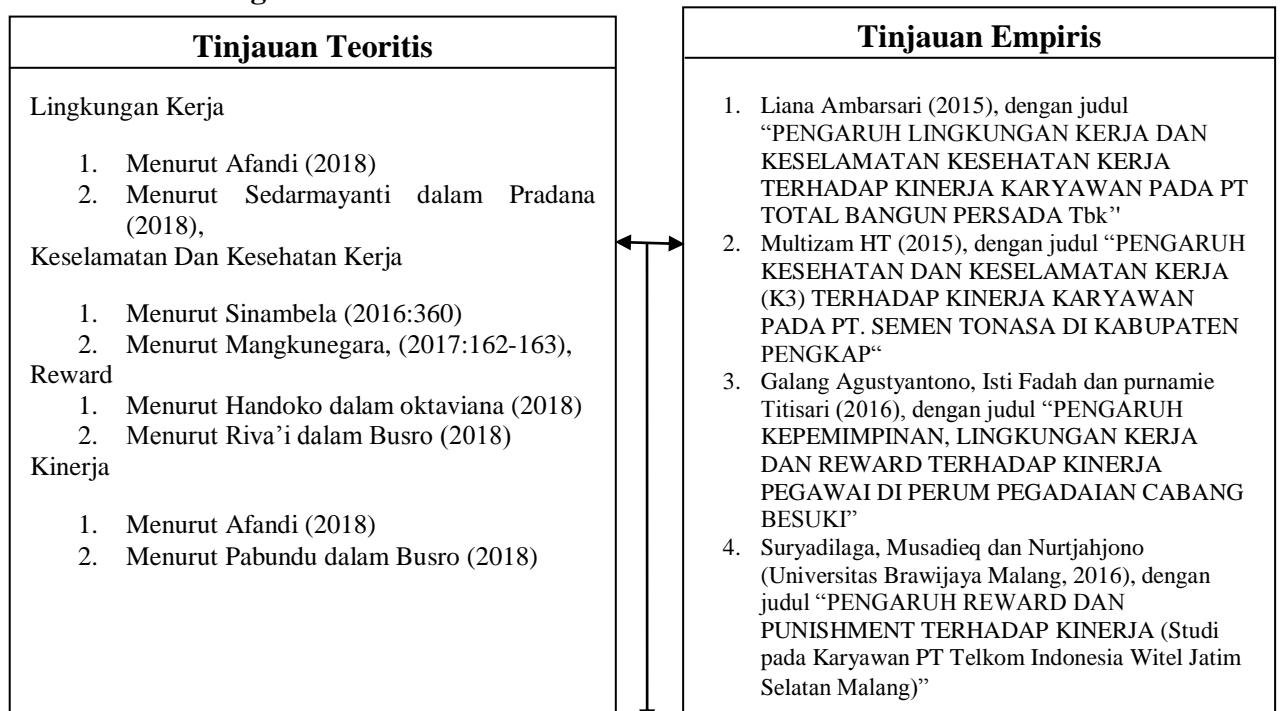 Tinjauan Teoritis
Lingkungan Kerja
1. Menurut Afandi (2018)
2. Menurut Sedarmayanti dalam Pradana
(2018),
Keselamatan Dan Kesehatan Kerja
1. Menurut Sinambela (2016:360)
2. Menurut Mangkunegara, (2017:162-163),
Reward
1. Menurut Handoko dalam oktaviana (2018)
2. Menurut Riva’i dalam Busro (2018)
Kinerja
1. Menurut Afandi (2018)
2. Menurut Pabundu dalam Busro (2018)
Tinjauan Empiris
1. Liana Ambarsari (2015), dengan judul
“PENGARUH LINGKUNGAN KERJA DAN
KESELAMATAN KESEHATAN KERJA
TERHADAP KINERJA KARYAWAN PADA PT
TOTAL BANGUN PERSADA Tbk”
2. Multizam HT (2015), dengan judul “PENGARUH
KESEHATAN DAN KESELAMATAN KERJA
(K3) TERHADAP KINERJA KARYAWAN
PADA PT. SEMEN TONASA DI KABUPATEN
PENGKAP“
3. Galang Agustyantono, Isti Fadah dan purnamie
Titisari (2016), dengan judul “PENGARUH
KEPEMIMPINAN, LINGKUNGAN KERJA
DAN REWARD TERHADAP KINERJA
PEGAWAI DI PERUM PEGADAIAN CABANG
BESUKI”
4. Suryadilaga, Musadieq dan Nurtjahjono
(Universitas Brawijaya Malang, 2016), dengan
judul “PENGARUH REWARD DAN
PUNISHMENT TERHADAP KINERJA (Studi
pada Karyawan PT Telkom Indonesia Witel Jatim
Selatan Malang)”